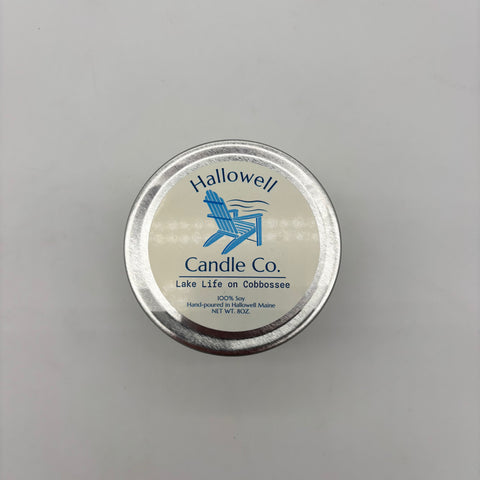 Hallowell
Candle Co.
Lake Life on Cobbossee
100% Soy
Hand-poured in Hallowell Maine
NET WT. 8OZ.